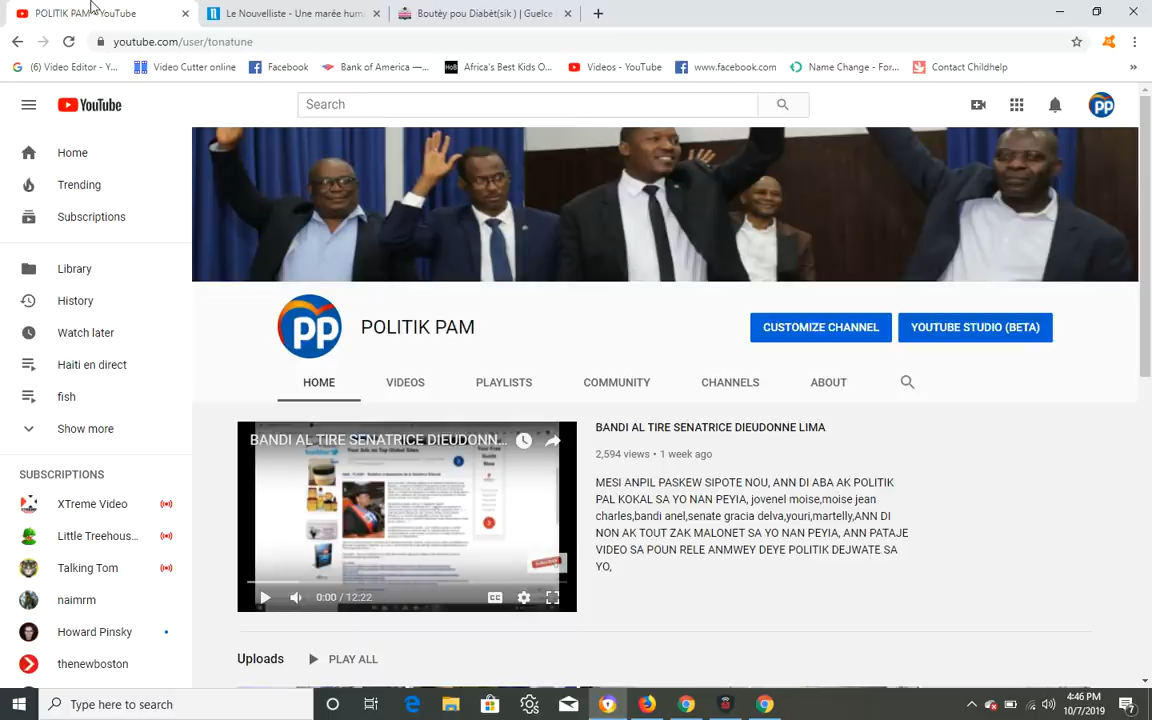 POLITIK PAM - YouTube
Le Nouvelliste - Une marée hum
Boutèy pou Diabèt(sik ) | Guelce
youtube.com/user/tonatune
(6) Video Editor - Y...
Video Cutter online
Facebook
Bank of America —...
HoB
Africa's Best Kids O...
Videos - YouTube
www.facebook.com
Name Change - For...
Contact Childhelp
YouTube
Search
pp
Home
Trending
Subscriptions
Library
History
Watch later
Haiti en direct
fish
Show more
SUBSCRIPTIONS
XTreme Video
Little Treehous...
Talking Tom
naimrm
Howard Pinsky
thenewboston
pp
POLITIK PAM
CUSTOMIZE CHANNEL
YOUTUBE STUDIO (BETA)
HOME
VIDEOS
PLAYLISTS
COMMUNITY
CHANNELS
ABOUT
BANDI AL TIRE SENATRICE DIEUDONN...
0:00 / 12:22
CC
BANDI AL TIRE SENATRICE DIEUDONNE LIMA
2,594 views • 1 week ago
MESI ANPIL PASKEW SIPOTE NOU, ANN DI ABA AK POLITIK
PAL KOKAL SA YO NAN PEYIA, jovenel moise,moise jean
charles,bandi anel,senate gracia delva,youri,martelly,ANN DI
NON AK TOUT ZAK MALONET SA YO NAN PEYIA, ANN PATAJE
VIDEO SA POUN RELE ANMWEY DEYE POLITIK DEJWATE SA
YO,
Uploads
PLAY ALL
Type here to search
4:46 PM
10/7/2019
7